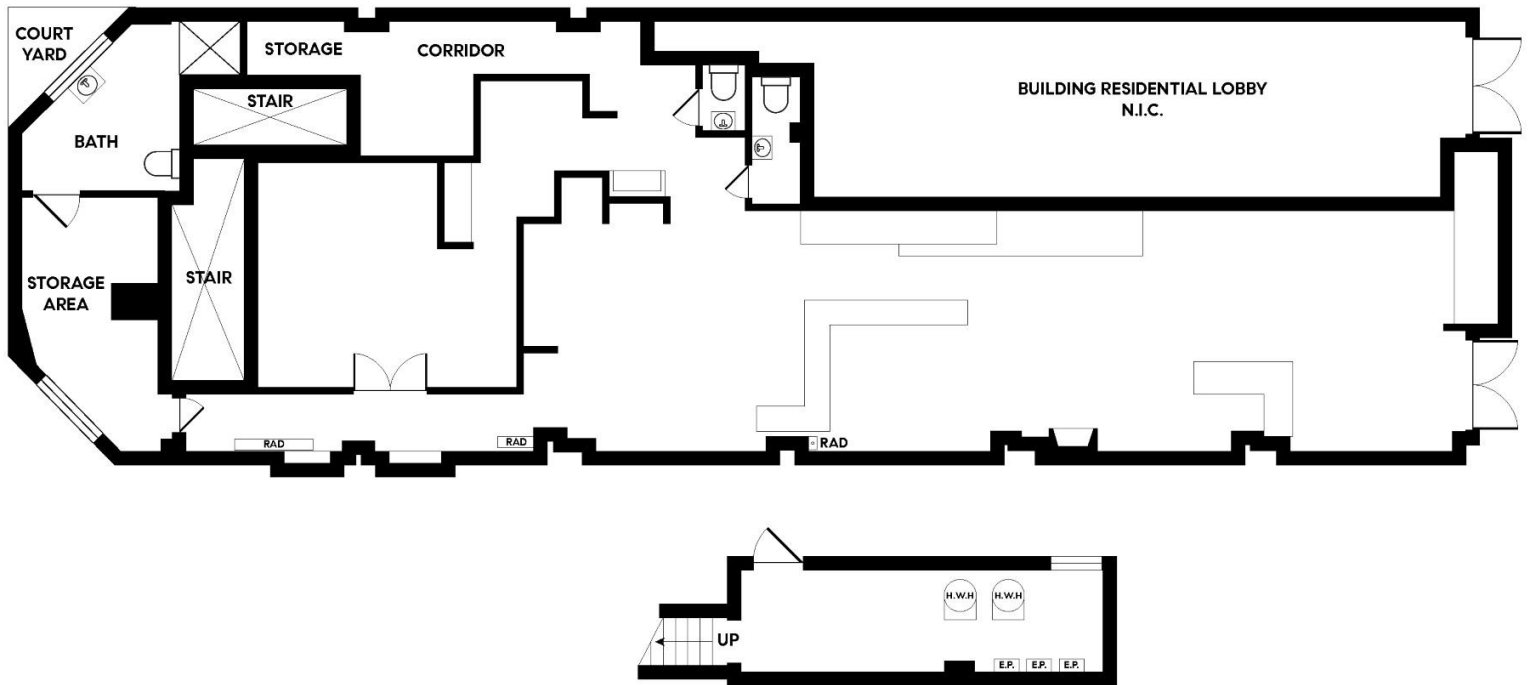 COURT
YARD
STORAGE
CORRIDOR
STAIR
BATH
BUILDING RESIDENTIAL LOBBY
N.I.C.
STORAGE
AREA
STAIR
RAD
RAD
RAD
H.W.H
H.W.H
UP
E.P.
E.P.
E.P.